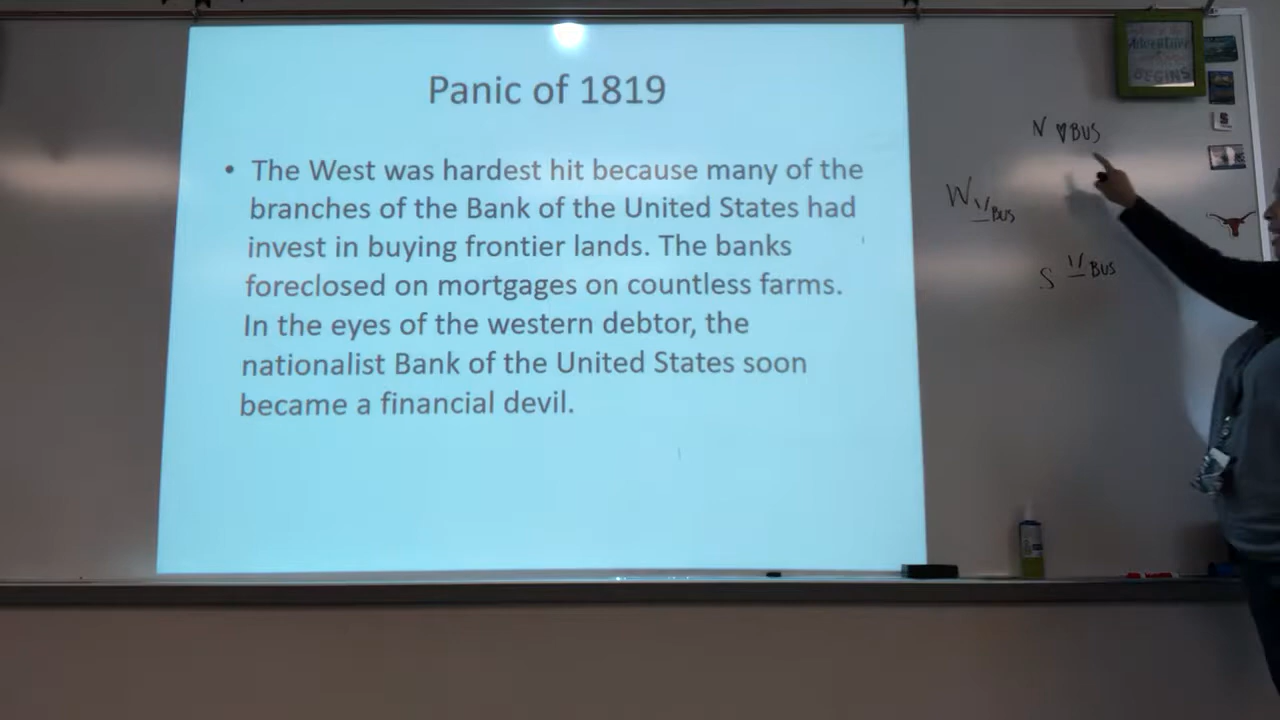 Panic of 1819
• The West was hardest hit because many of the
branches of the Bank of the United States had
invest in buying frontier lands. The banks
foreclosed on mortgages on countless farms.
In the eyes of the western debtor, the
nationalist Bank of the United States soon
became a financial devil.
Adventure
BEGINS
N ♥ BUS
W BUS
S BUS